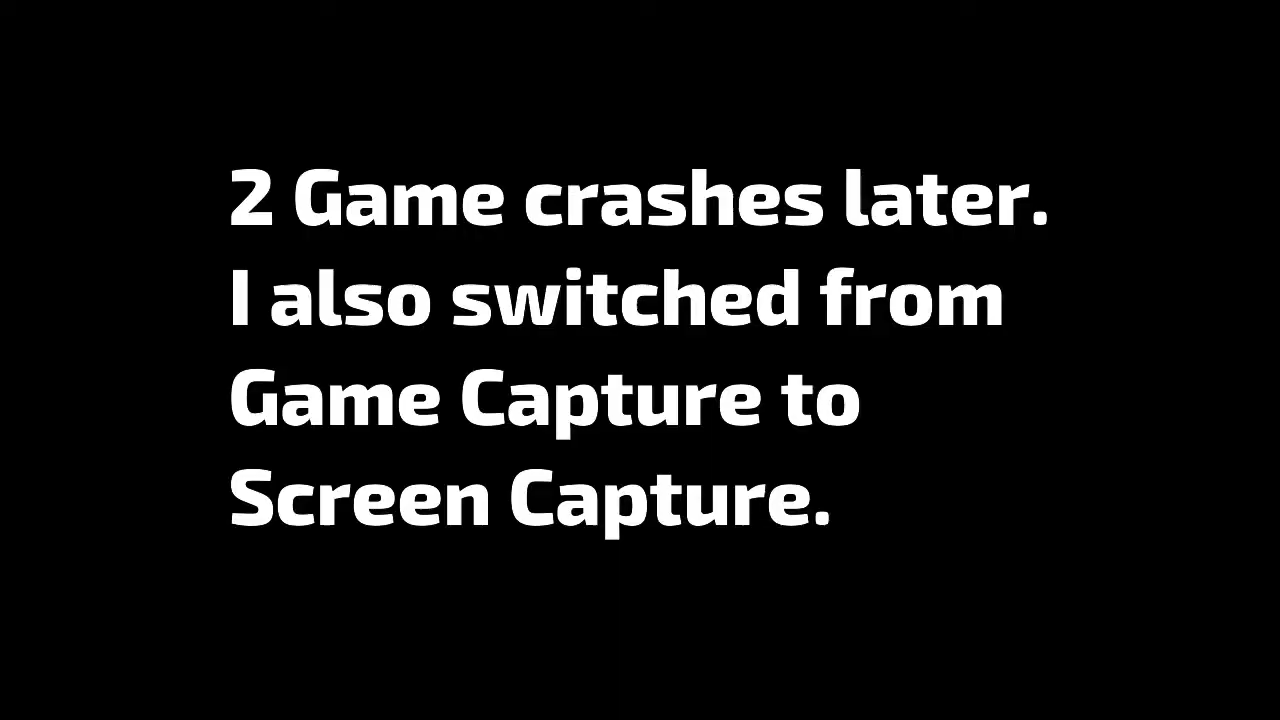 2 Game crashes later.
I also switched from
Game Capture to
Screen Capture.